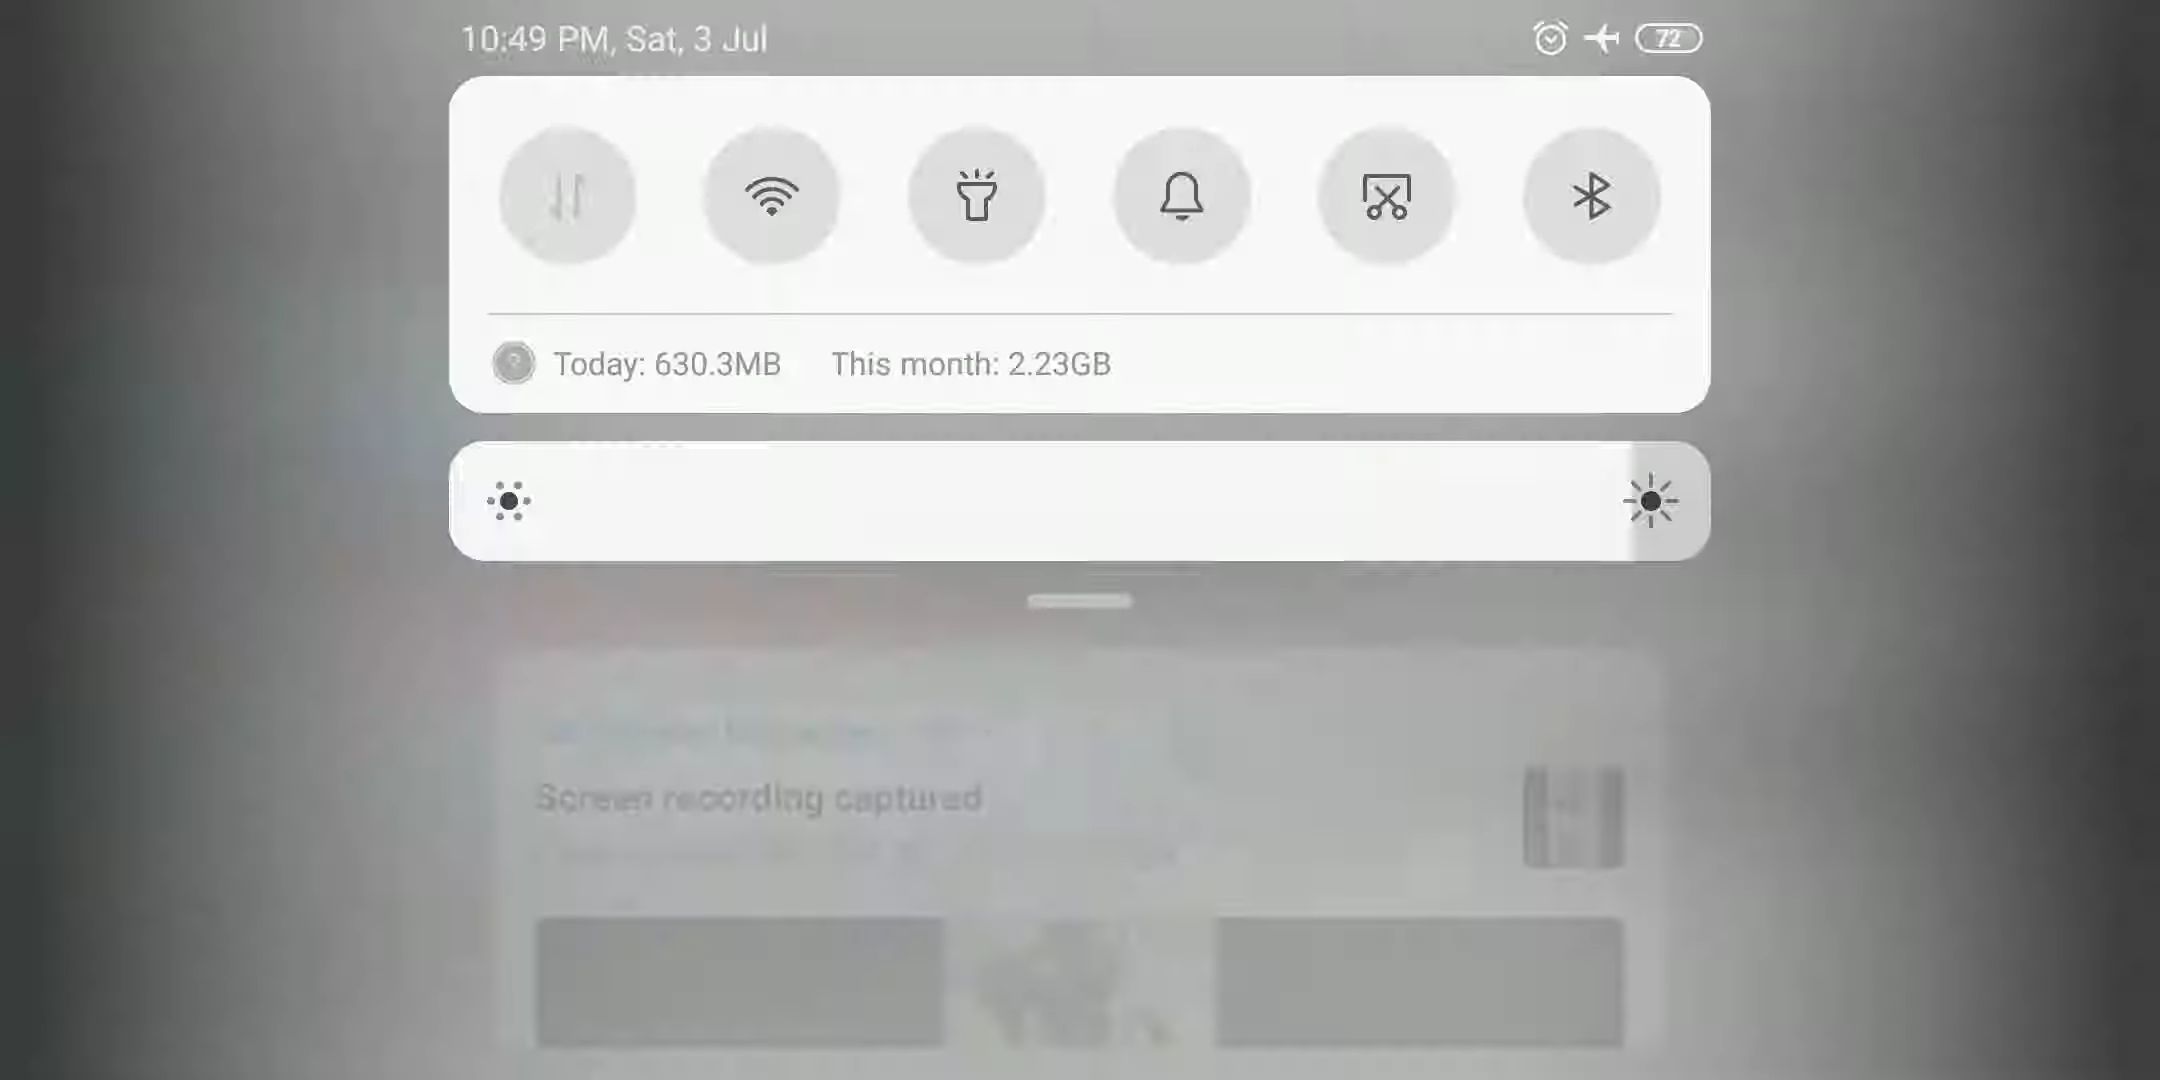 10:49 PM, Sat, 3 Jul
72
Today: 630.3MB This month: 2.23GB
Screen recording captured